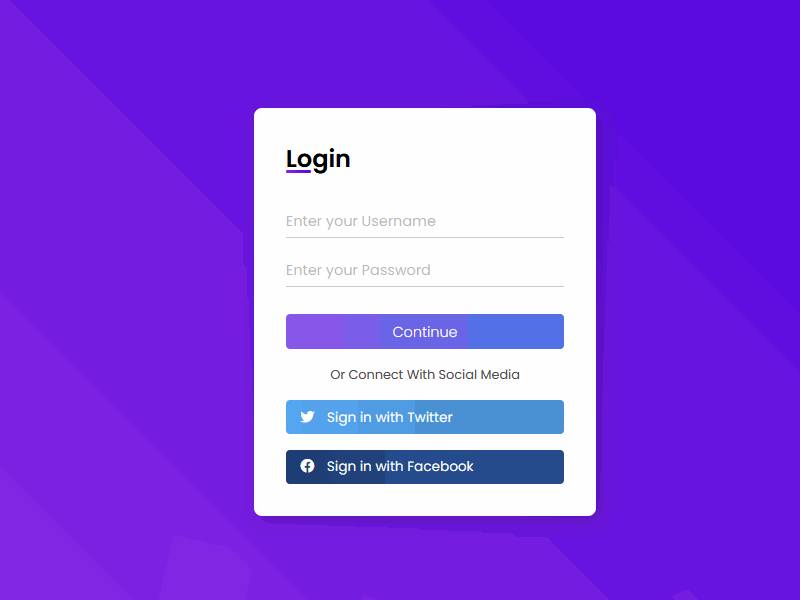 Login
Enter your Username
Enter your Password
Continue
Or Connect With Social Media
Sign in with Twitter
Sign in with Facebook